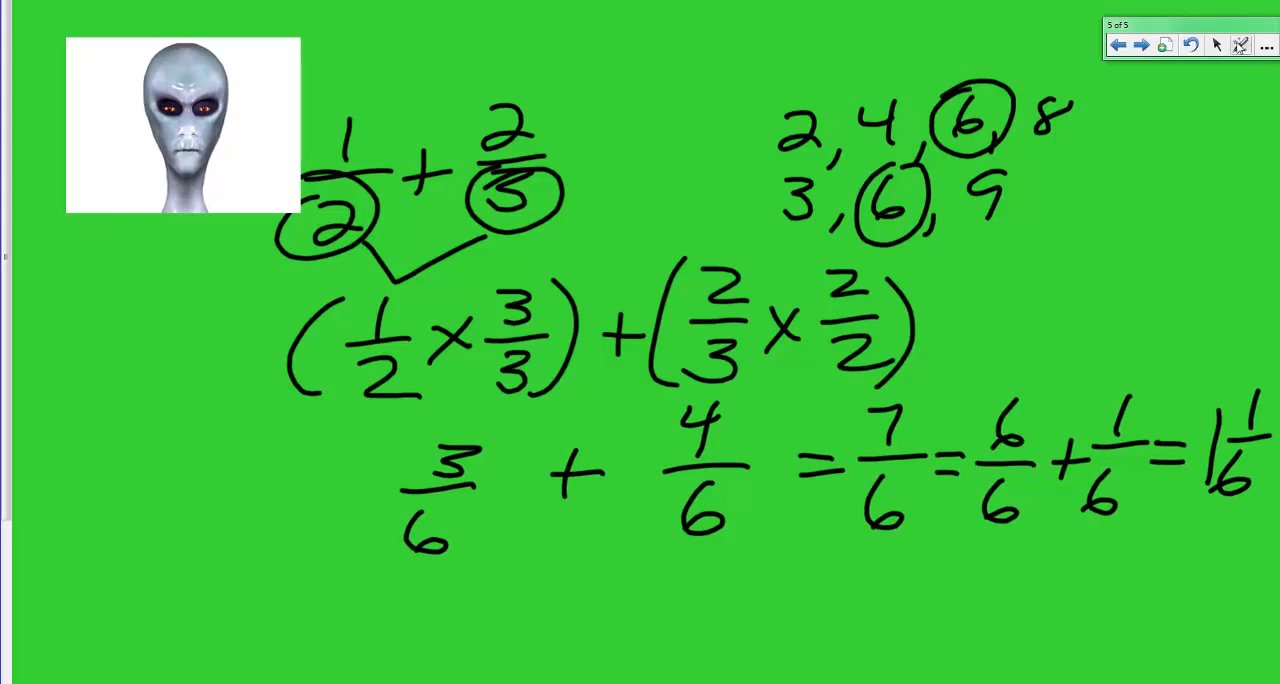 5 of 5
2, 4, 6, 8
1/2 + 2/3
3, 6, 9
(1/2 × 3/3) + (2/3 × 2/2)
3/6 + 4/6 = 7/6 = 6/6 + 1/6 = 1 1/6